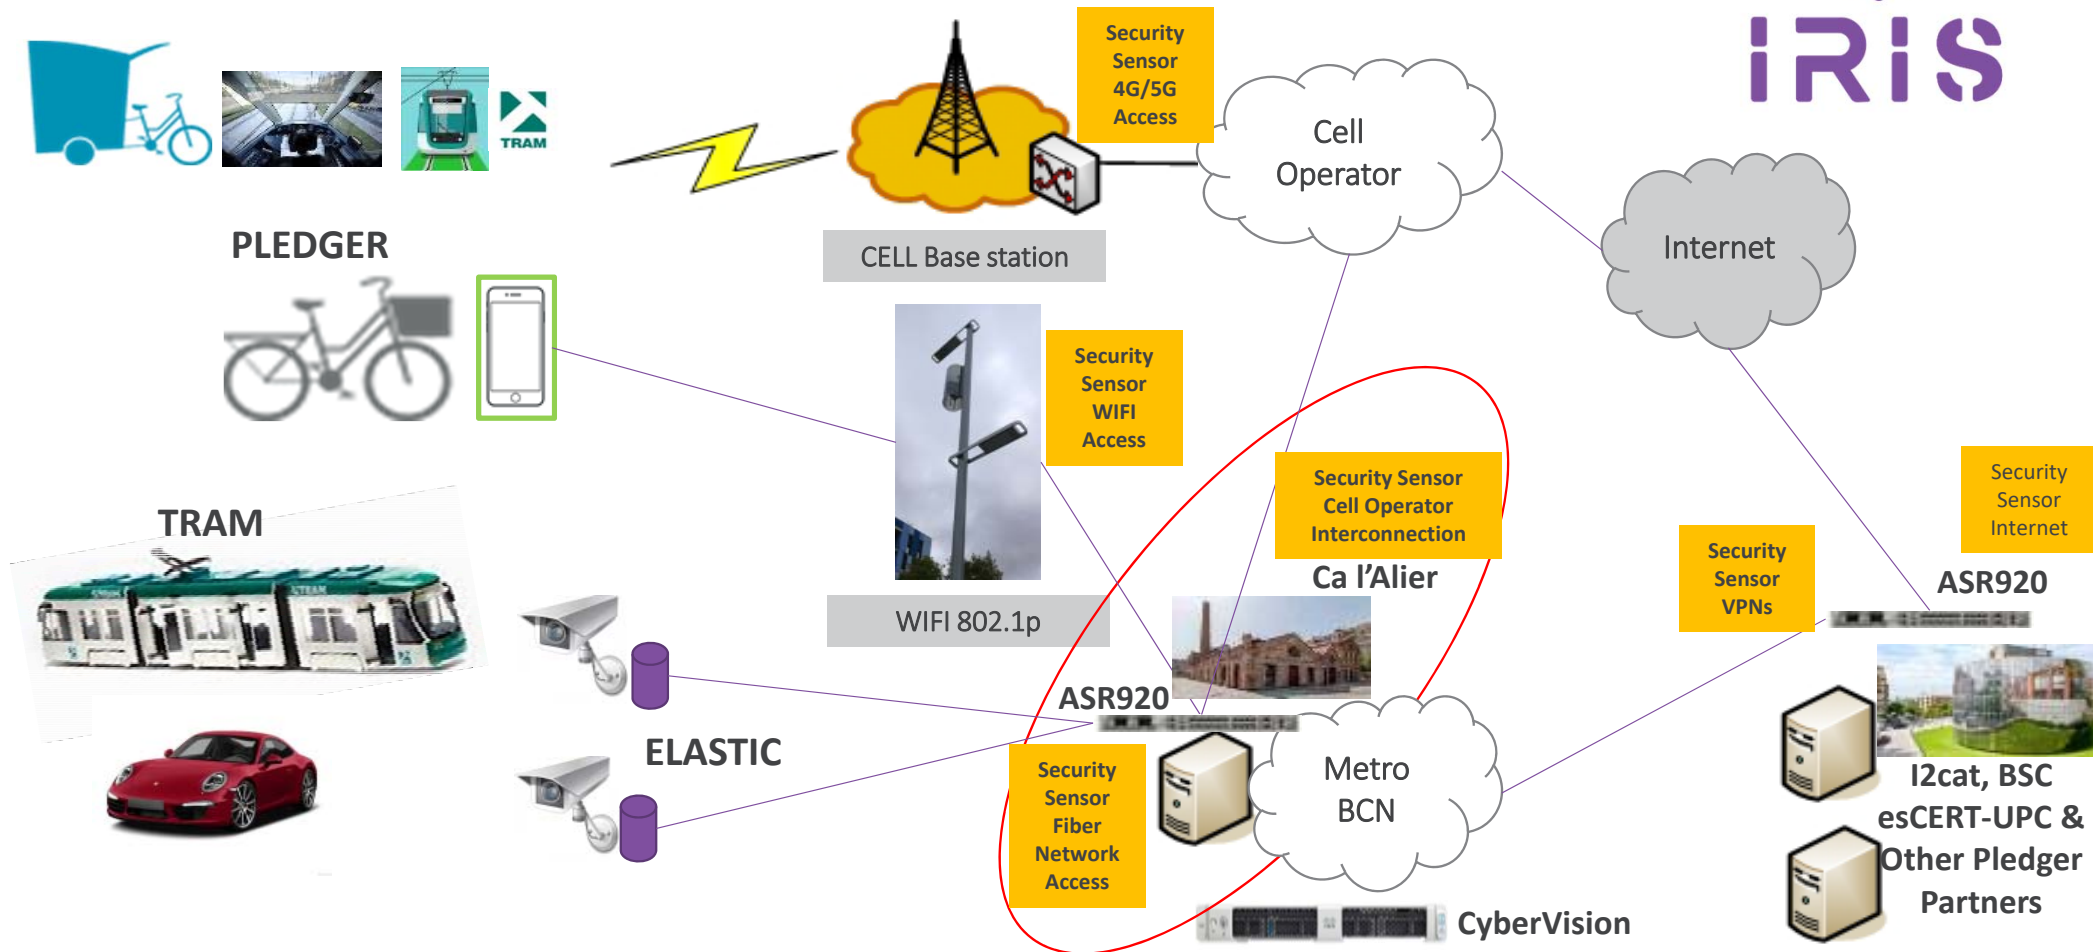 iRiS
Security
Sensor
4G/5G
Access
Cell
Operator
TRAM
Internet
PLEDGER
CELL Base station
Security
Sensor
WIFI
Access
Security Sensor
Cell Operator
Interconnection
Security
Sensor
Internet
TRAM
Security
Sensor
VPNs
Ca l’Alier
ASR920
WIFI 802.1p
ASR920
ELASTIC
Security
Sensor
Fiber
Network
Access
Metro
BCN
I2cat, BSC
esCERT-UPC &
Other Pledger
Partners
CyberVision